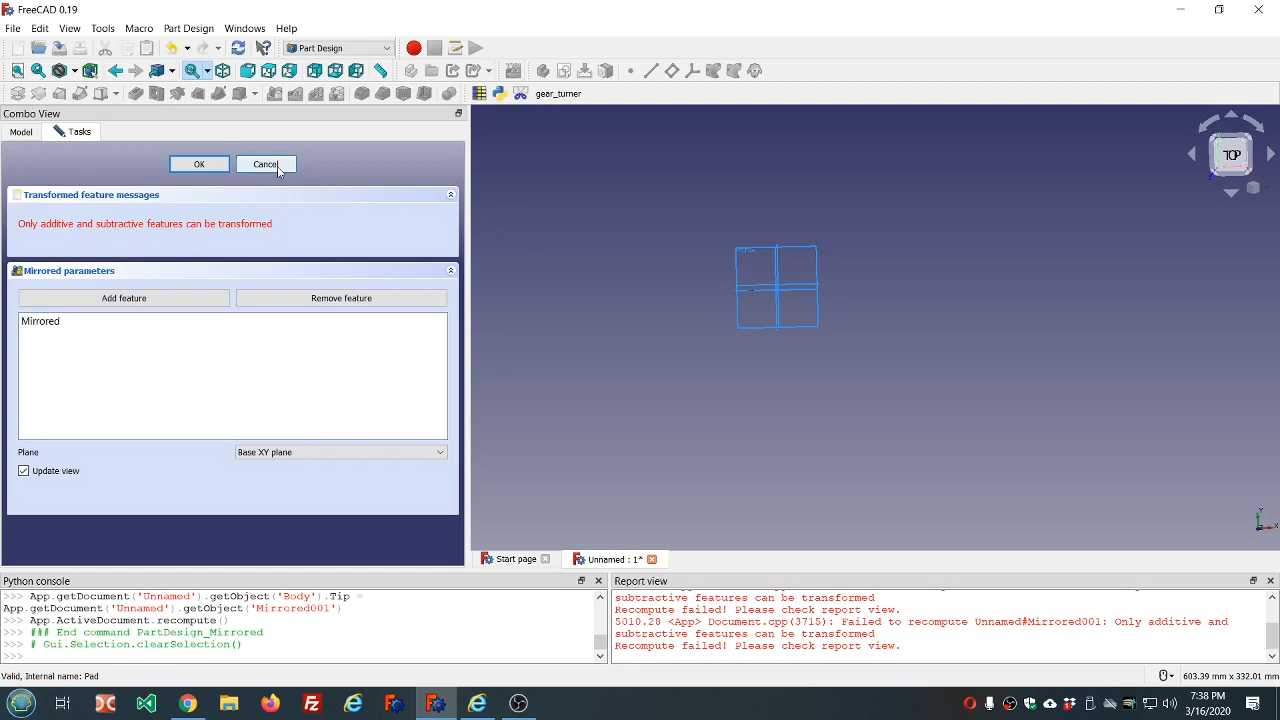 FreeCAD 0.19
File Edit View Tools Macro Part Design Windows Help
Part Design
gear_turner
Combo View
Model Tasks
OK Cancel
Transformed feature messages
Only additive and subtractive features can be transformed
Mirrored parameters
Add feature Remove feature
Mirrored
Plane Base XY plane
Update view
TOP
Start page Unnamed : 1*
Python console
>>> App.getDocument('Unnamed').getObject('Body').Tip =
App.getDocument('Unnamed').getObject('Mirrored001')
>>> App.ActiveDocument.recompute()
>>> ### End command PartDesign_Mirrored
>>> # Gui.Selection.clearSelection()
>>>
Report view
subtractive features can be transformed
Recompute failed! Please check report view.
5010.28 <App> Document.cpp(3715): Failed to recompute Unnamed#Mirrored001: Only additive and
subtractive features can be transformed
Recompute failed! Please check report view.
Valid, Internal name: Pad
603.39 mm x 332.01 mm
7:38 PM
3/16/2020